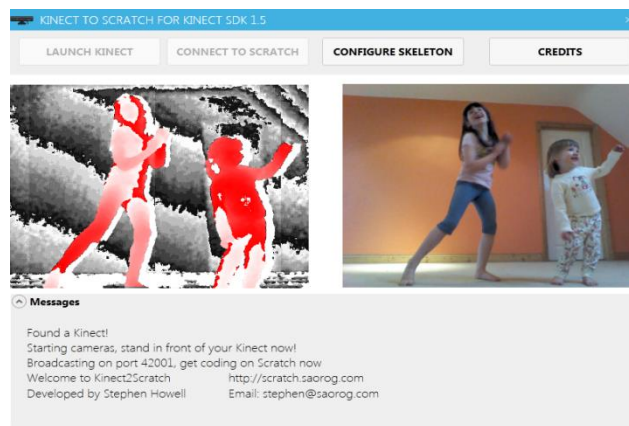 KINECT TO SCRATCH FOR KINECT SDK 1.5
LAUNCH KINECT
CONNECT TO SCRATCH
CONFIGURE SKELETON
CREDITS
Messages
Found a Kinect!
Starting cameras, stand in front of your Kinect now!
Broadcasting on port 42001, get coding on Scratch now
Welcome to Kinect2Scratch http://scratch.saorog.com
Developed by Stephen Howell Email: stephen@saorog.com